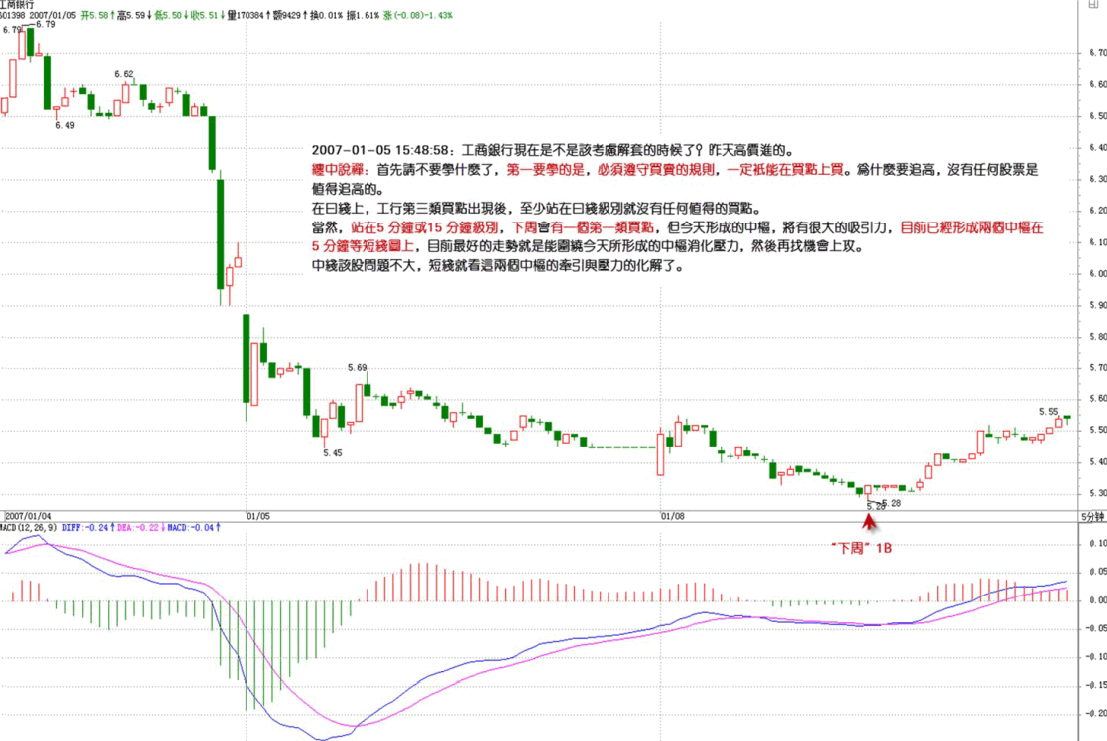 工商銀行
601398 2007/01/05 开5.58↑高5.59↓低5.50↓收5.51↓量170384↑额9429↑换0.01% 振1.61% 涨(-0.08)-1.43%
6.79
6.79
6.62
6.49
6.70
6.60
6.50
6.40
6.30
6.20
6.10
6.00
5.90
5.80
5.70
5.60
5.50
5.40
5.30
2007-01-05 15:48:58：工商銀行現在是不是該考慮解套的時候了？昨天高價進的。
纏中說禪：首先請不要學什麼了，第一要學的是，必須遵守買賣的規則，一定祇能在買點上買。爲什麼要追高，沒有任何股票是
值得追高的。
在日綫上，工行第三類買點出現後，至少站在日綫級別就沒有任何值得的買點。
當然，站在5 分鐘或15 分鐘級別，下周會有一個第一類買點，但今天形成的中樞，將有很大的吸引力，目前已經形成兩個中樞在
5 分鐘等短綫圖上，目前最好的走勢就是能圍繞今天所形成的中樞消化壓力，然後再找機會上攻。
中綫該股問題不大，短綫就看這兩個中樞的牽引與壓力的化解了。
5.69
5.45
5.55
5.28
5.28
2007/01/04
01/05
01/08
5分钟
MACD(12,26,9) DIFF:-0.24↑DEA:-0.22↓MACD:-0.04↑
“下周” 1B
0.10
0.05
0.00
-0.05
-0.10
-0.15
-0.20